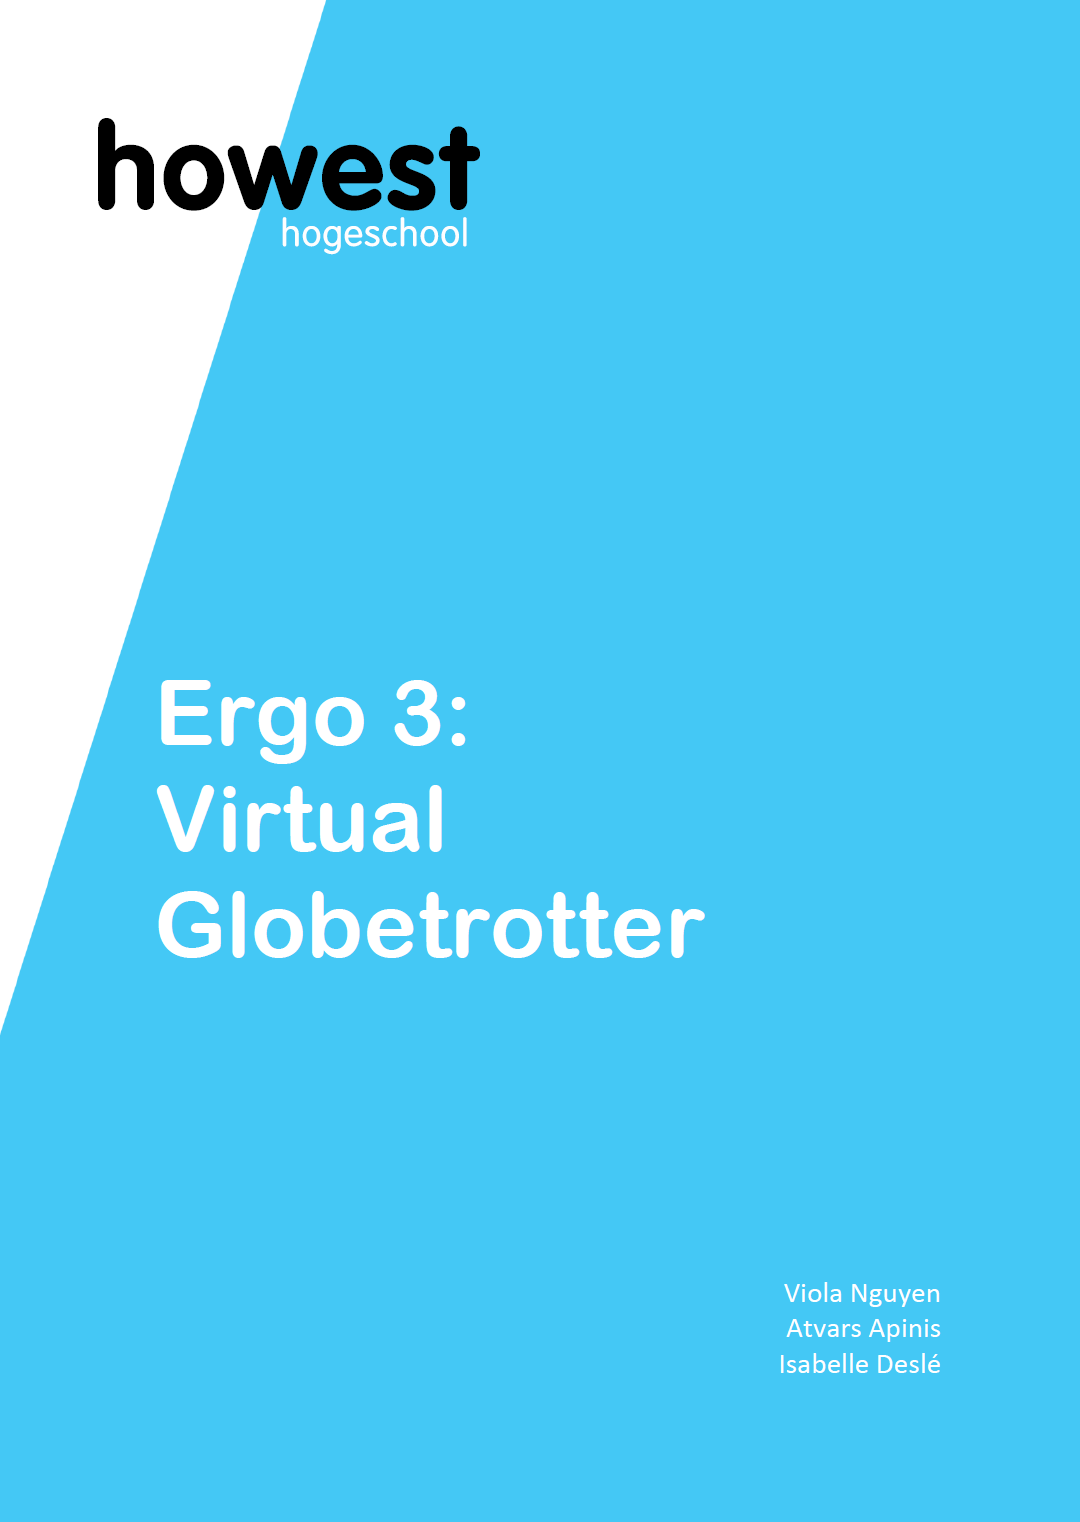 howest
hogeschool
Ergo 3:
Virtual
Globetrotter
Viola Nguyen
Atvars Apinis
Isabelle Deslé